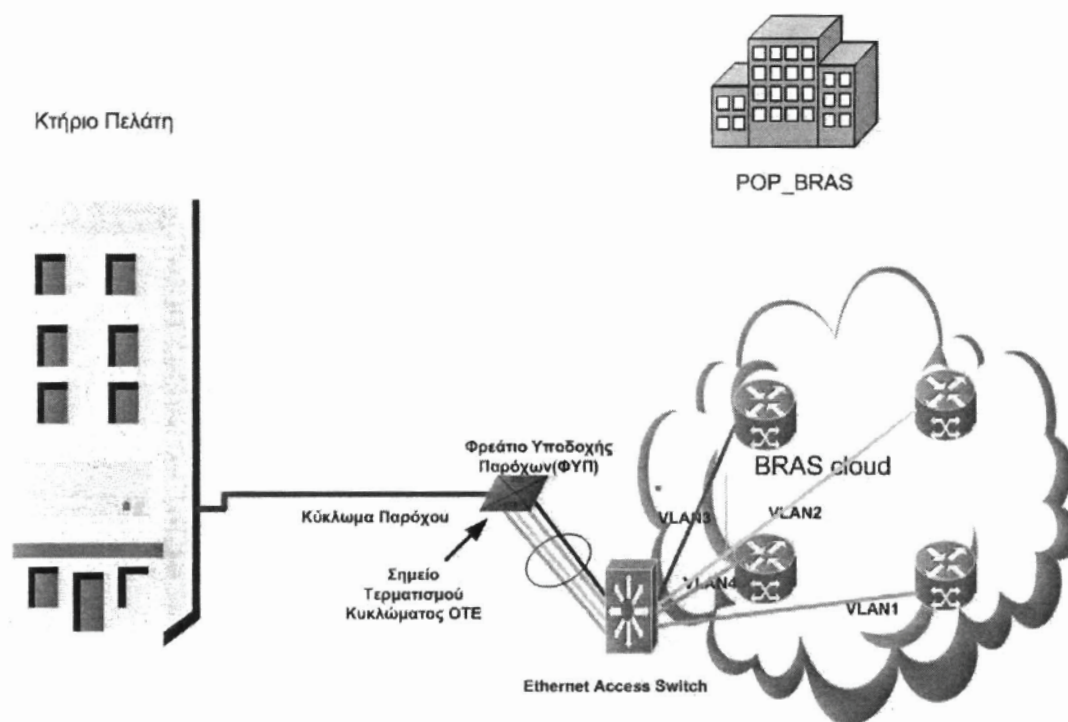 Κτήριο Πελάτη
POP_BRAS
Φρεάτιο Υποδοχής
Παρόχων(ΦΥΠ)
BRAS cloud
Κύκλωμα Παρόχου
VLAN3
VLAN2
Σημείο
Τερματισμού
Κυκλώματος ΟΤΕ
VLAN4
VLAN1
Ethernet Access Switch